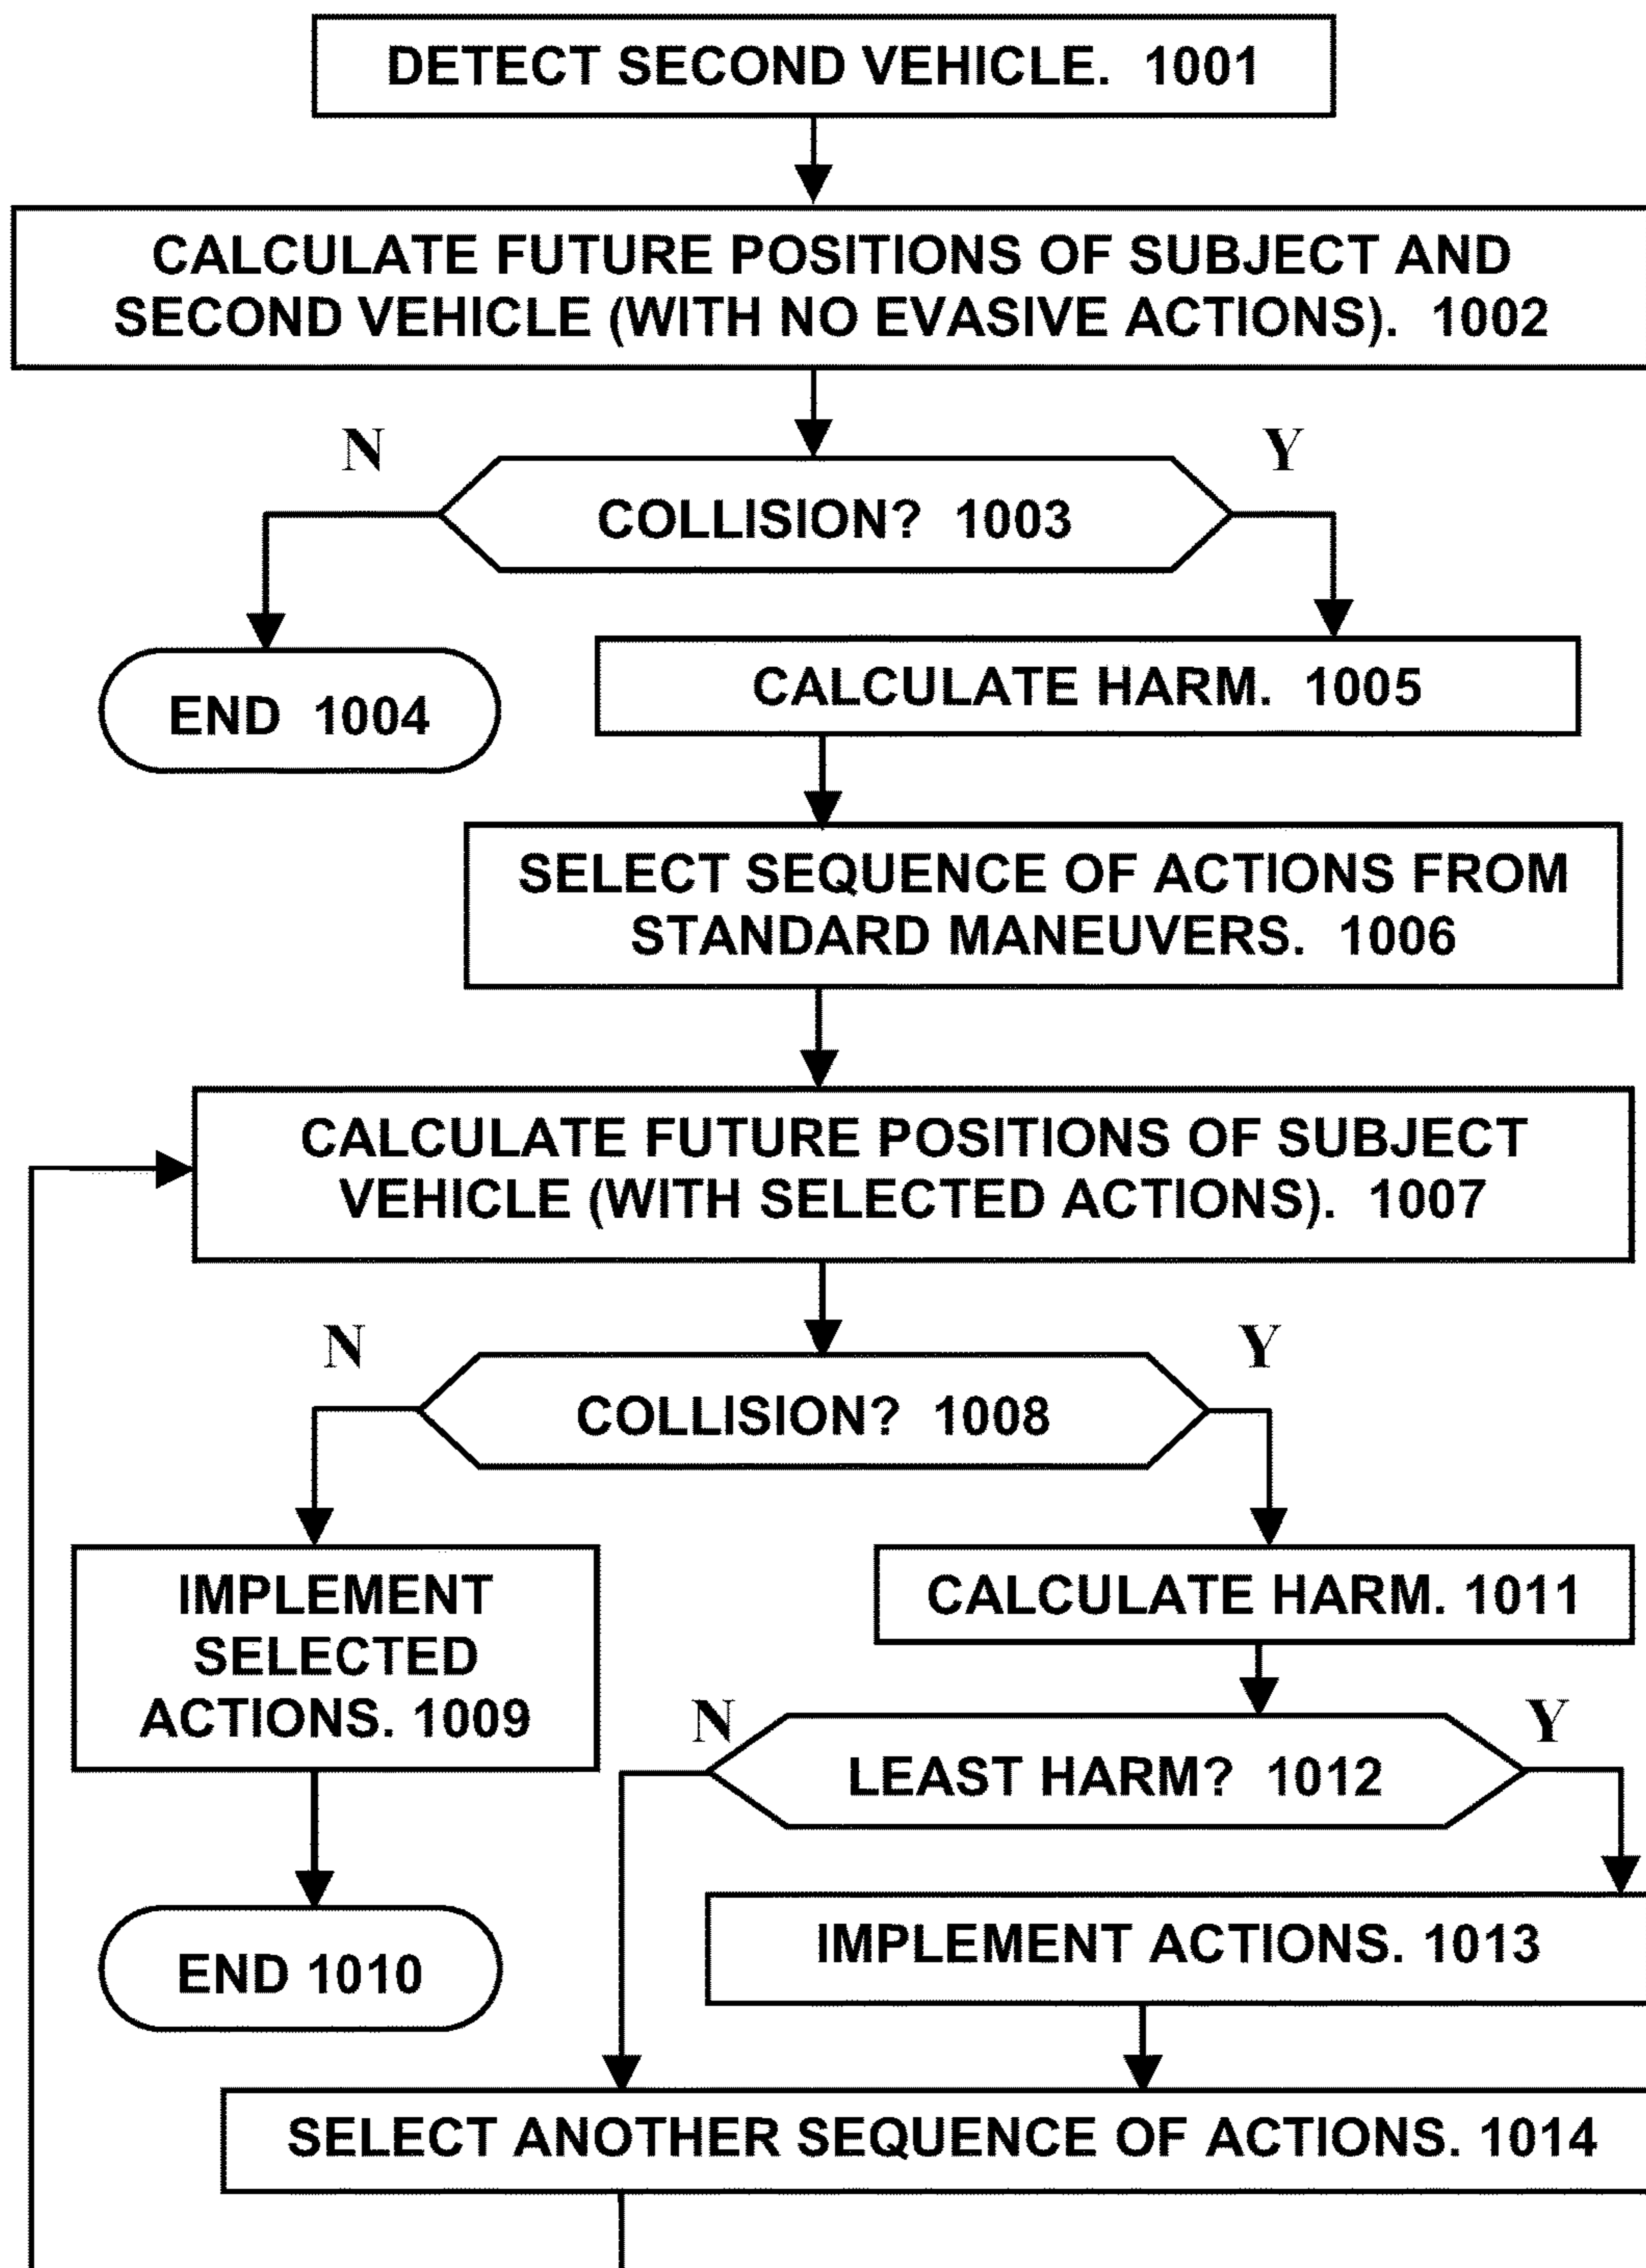 DETECT SECOND VEHICLE. 1001
CALCULATE FUTURE POSITIONS OF SUBJECT AND
SECOND VEHICLE (WITH NO EVASIVE ACTIONS). 1002
N
Y
COLLISION? 1003
END 1004
CALCULATE HARM. 1005
SELECT SEQUENCE OF ACTIONS FROM
STANDARD MANEUVERS. 1006
CALCULATE FUTURE POSITIONS OF SUBJECT
VEHICLE (WITH SELECTED ACTIONS). 1007
N
Y
COLLISION? 1008
IMPLEMENT
SELECTED
ACTIONS. 1009
CALCULATE HARM. 1011
N
Y
LEAST HARM? 1012
END 1010
IMPLEMENT ACTIONS. 1013
SELECT ANOTHER SEQUENCE OF ACTIONS. 1014